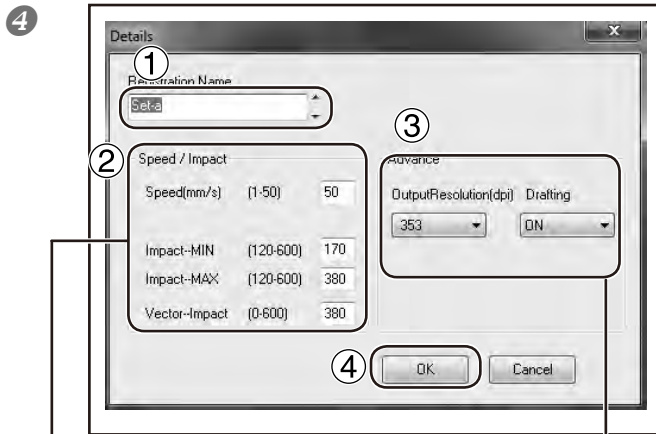 4
Details
1
Registration Name
Set-a
2
Speed / Impact
Speed(mm/s) (1-50) 50
Impact--MIN (120-600) 170
Impact--MAX (120-600) 380
Vector--Impact (0-600) 380
3
Advance
OutputResolution(dpi) Drafting
353 ON
4
OK Cancel